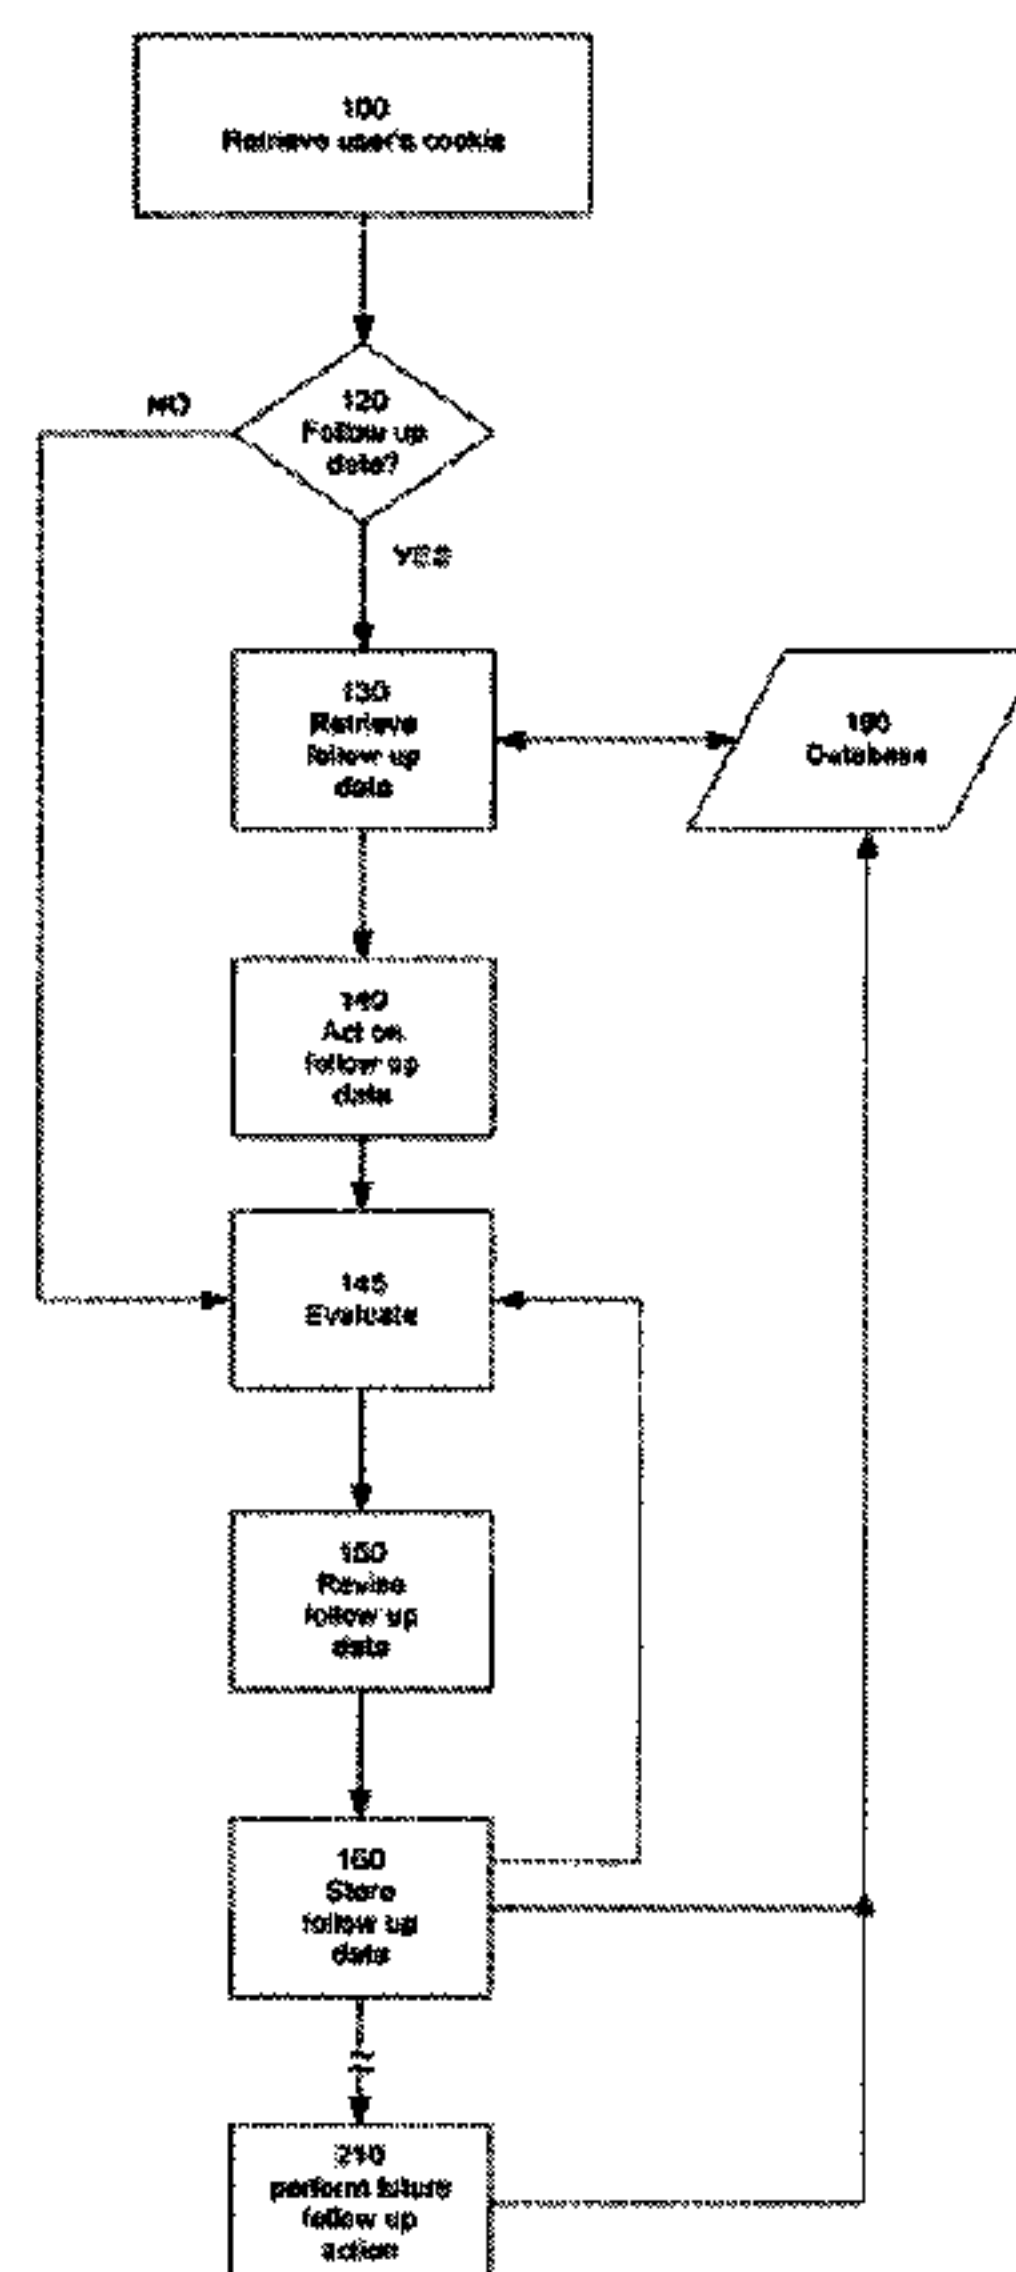 100
Retrieve user's cookie
120
Follow up
data?
NO
YES
130
Retrieve
follow up
data
Database
140
Act on
follow up
data
145
Evaluate
150
Revise
follow up
data
160
Store
follow up
data
210
perform future
follow up
action